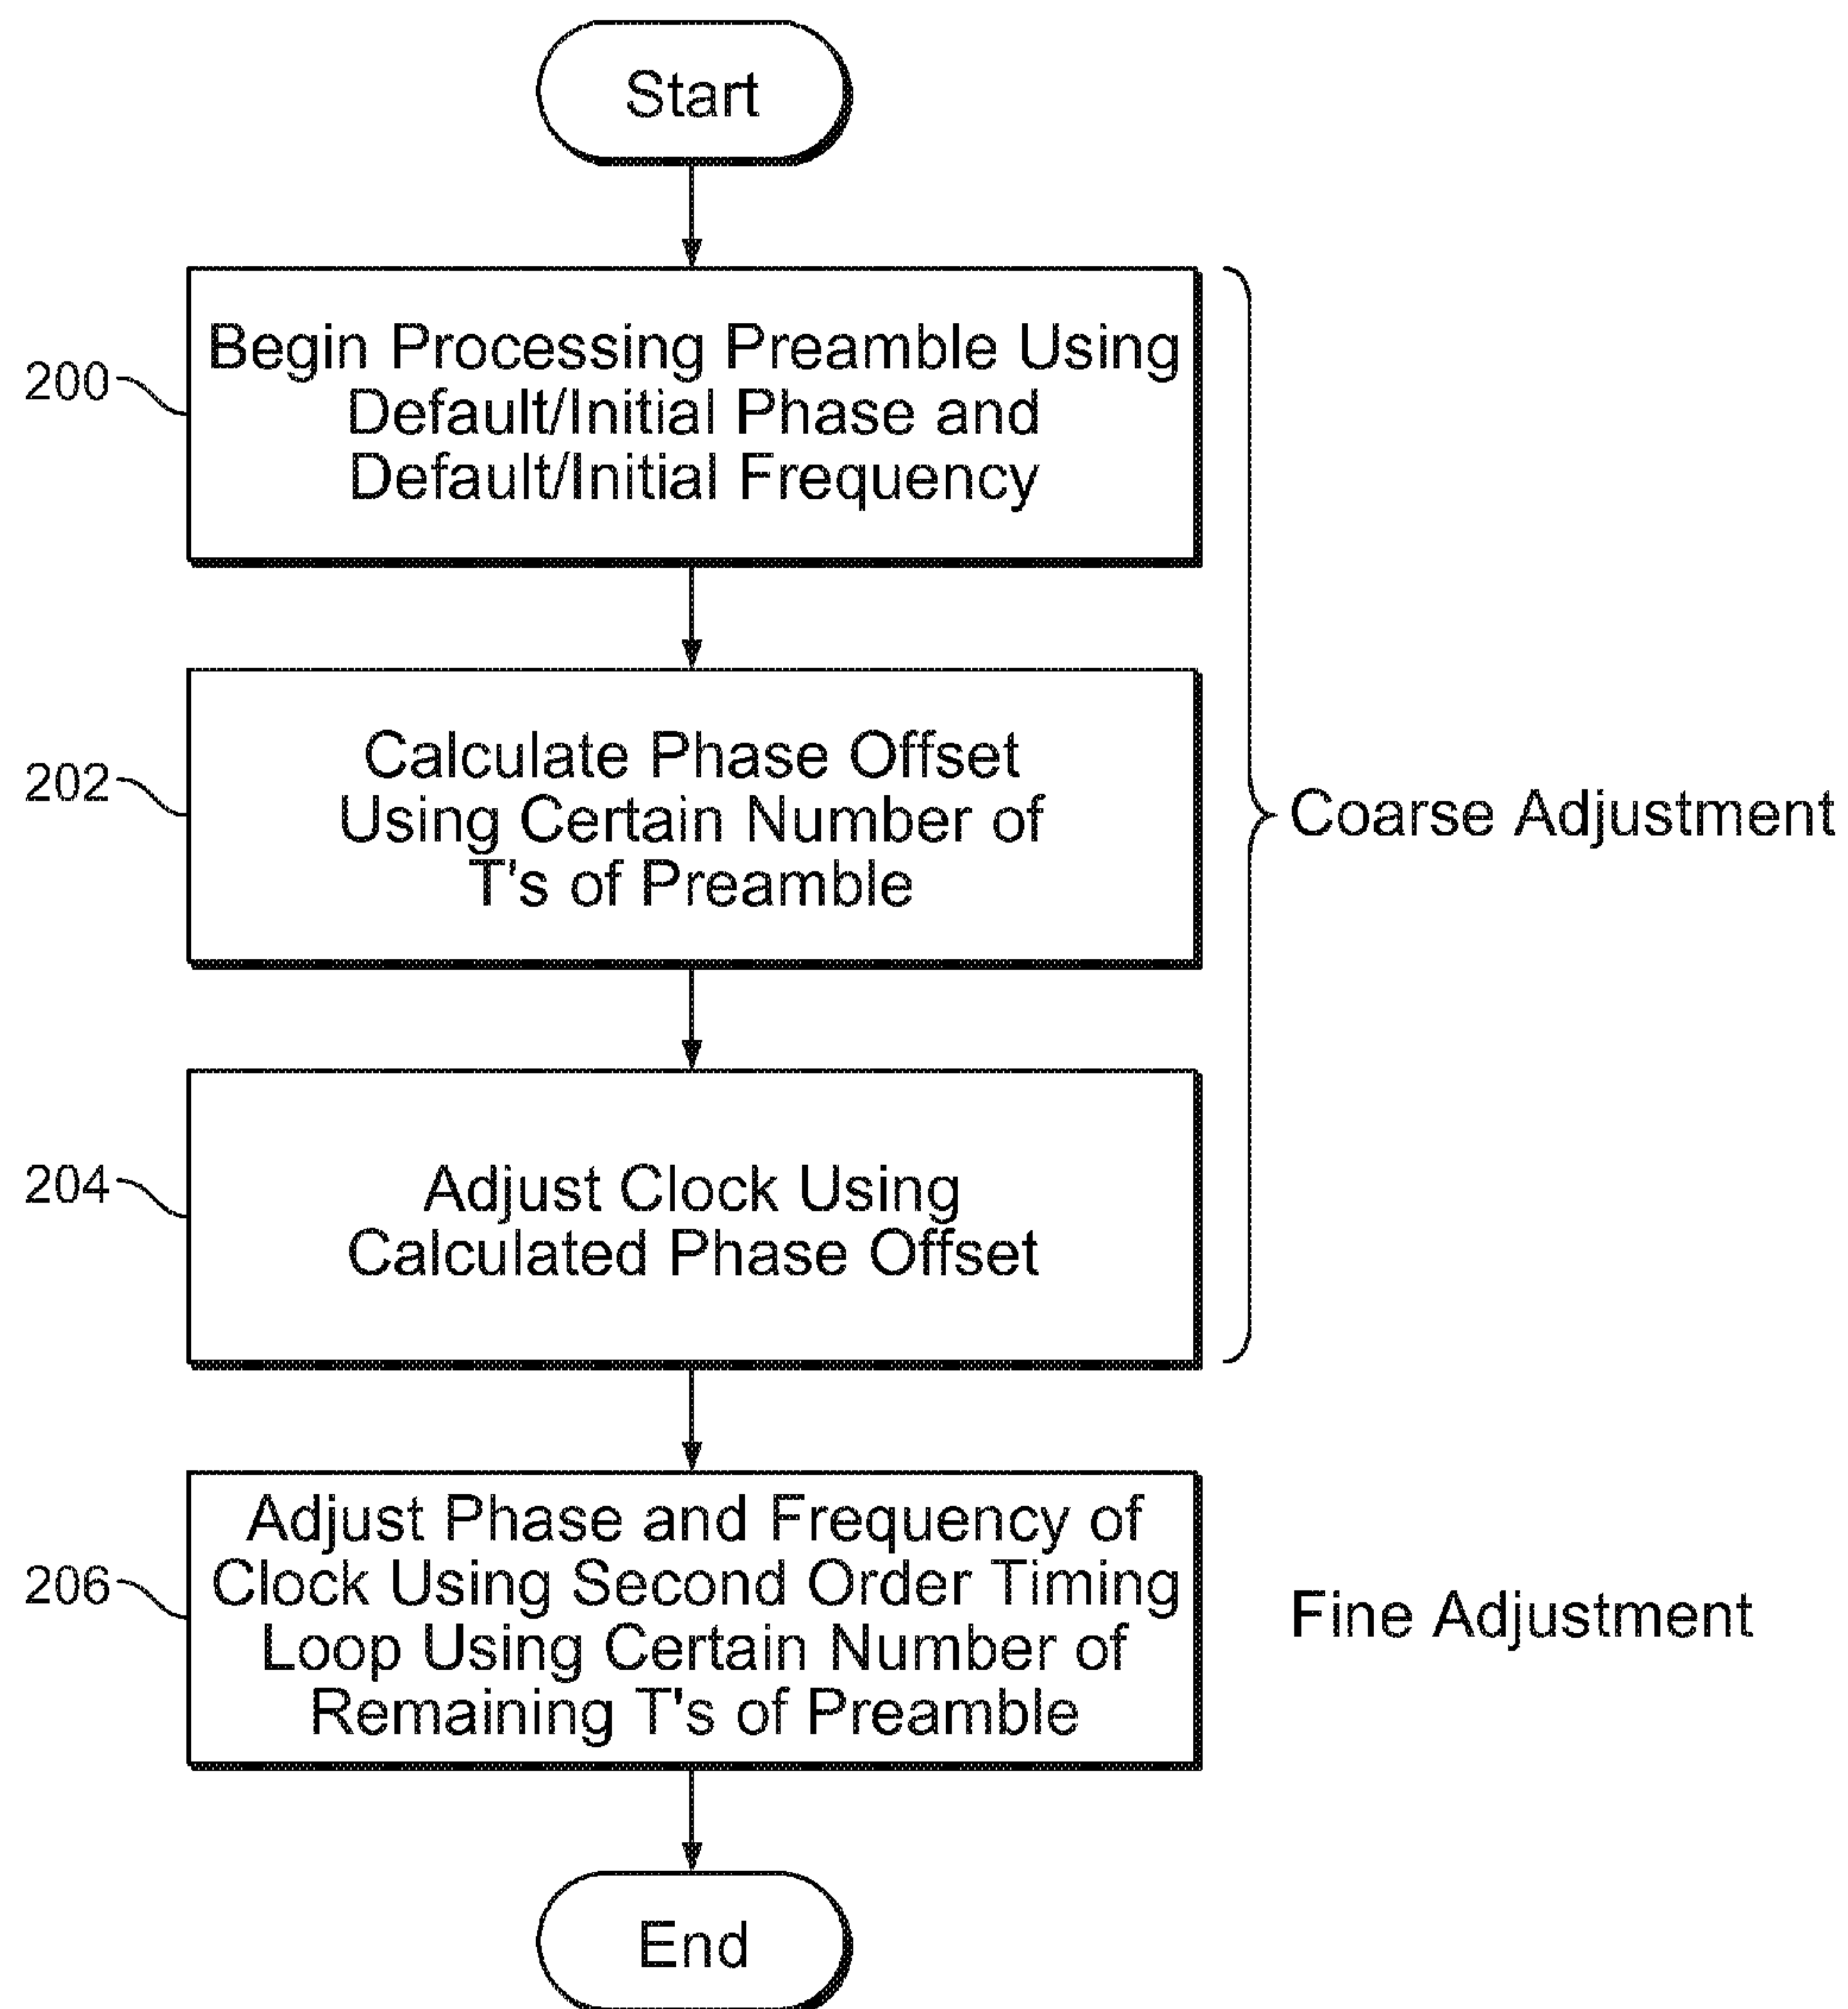 Start
200
Begin Processing Preamble Using
Default/Initial Phase and
Default/Initial Frequency
202
Calculate Phase Offset
Using Certain Number of
T's of Preamble
Coarse Adjustment
204
Adjust Clock Using
Calculated Phase Offset
206
Adjust Phase and Frequency of
Clock Using Second Order Timing
Loop Using Certain Number of
Remaining T's of Preamble
Fine Adjustment
End